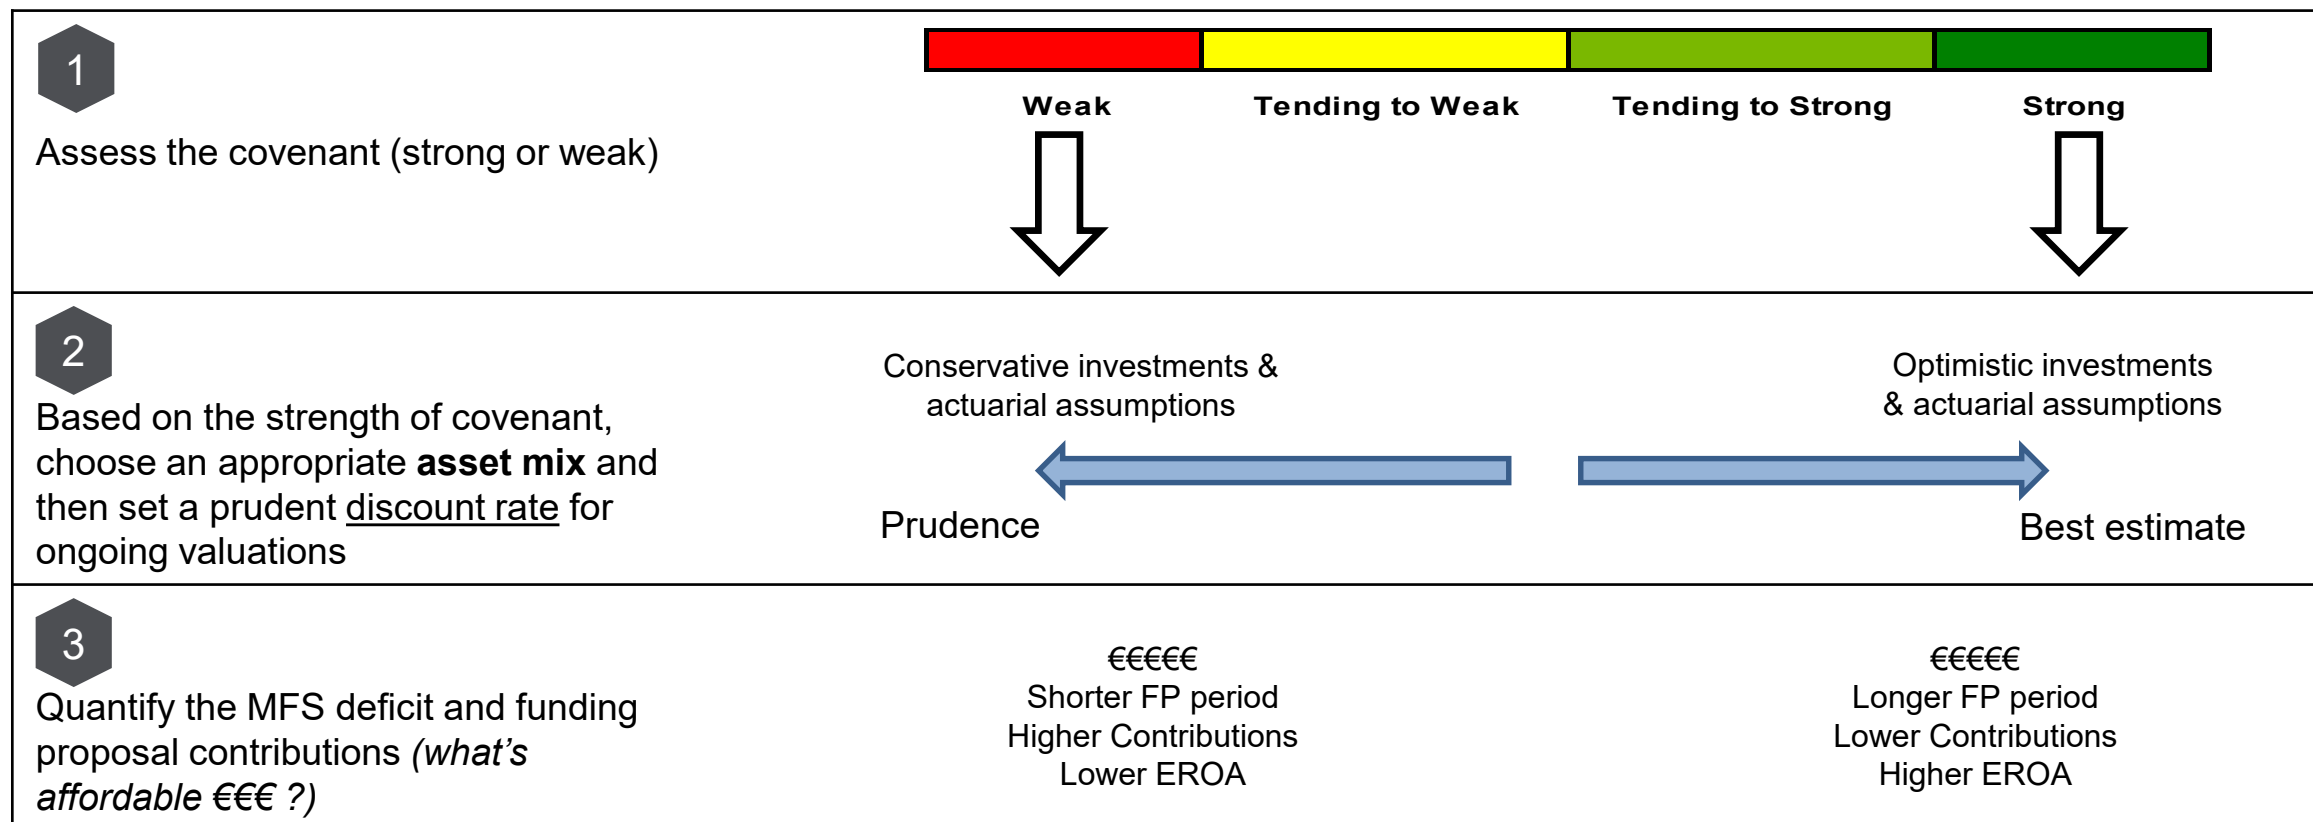 1
Assess the covenant (strong or weak)
Weak
Tending to Weak
Tending to Strong
Strong
2
Based on the strength of covenant,
choose an appropriate asset mix and
then set a prudent discount rate for
ongoing valuations
Conservative investments &
actuarial assumptions
Optimistic investments
& actuarial assumptions
Prudence
Best estimate
3
Quantify the MFS deficit and funding
proposal contributions (what’s
affordable €€€ ?)
€€€€€
Shorter FP period
Higher Contributions
Lower EROA
€€€€€
Longer FP period
Lower Contributions
Higher EROA